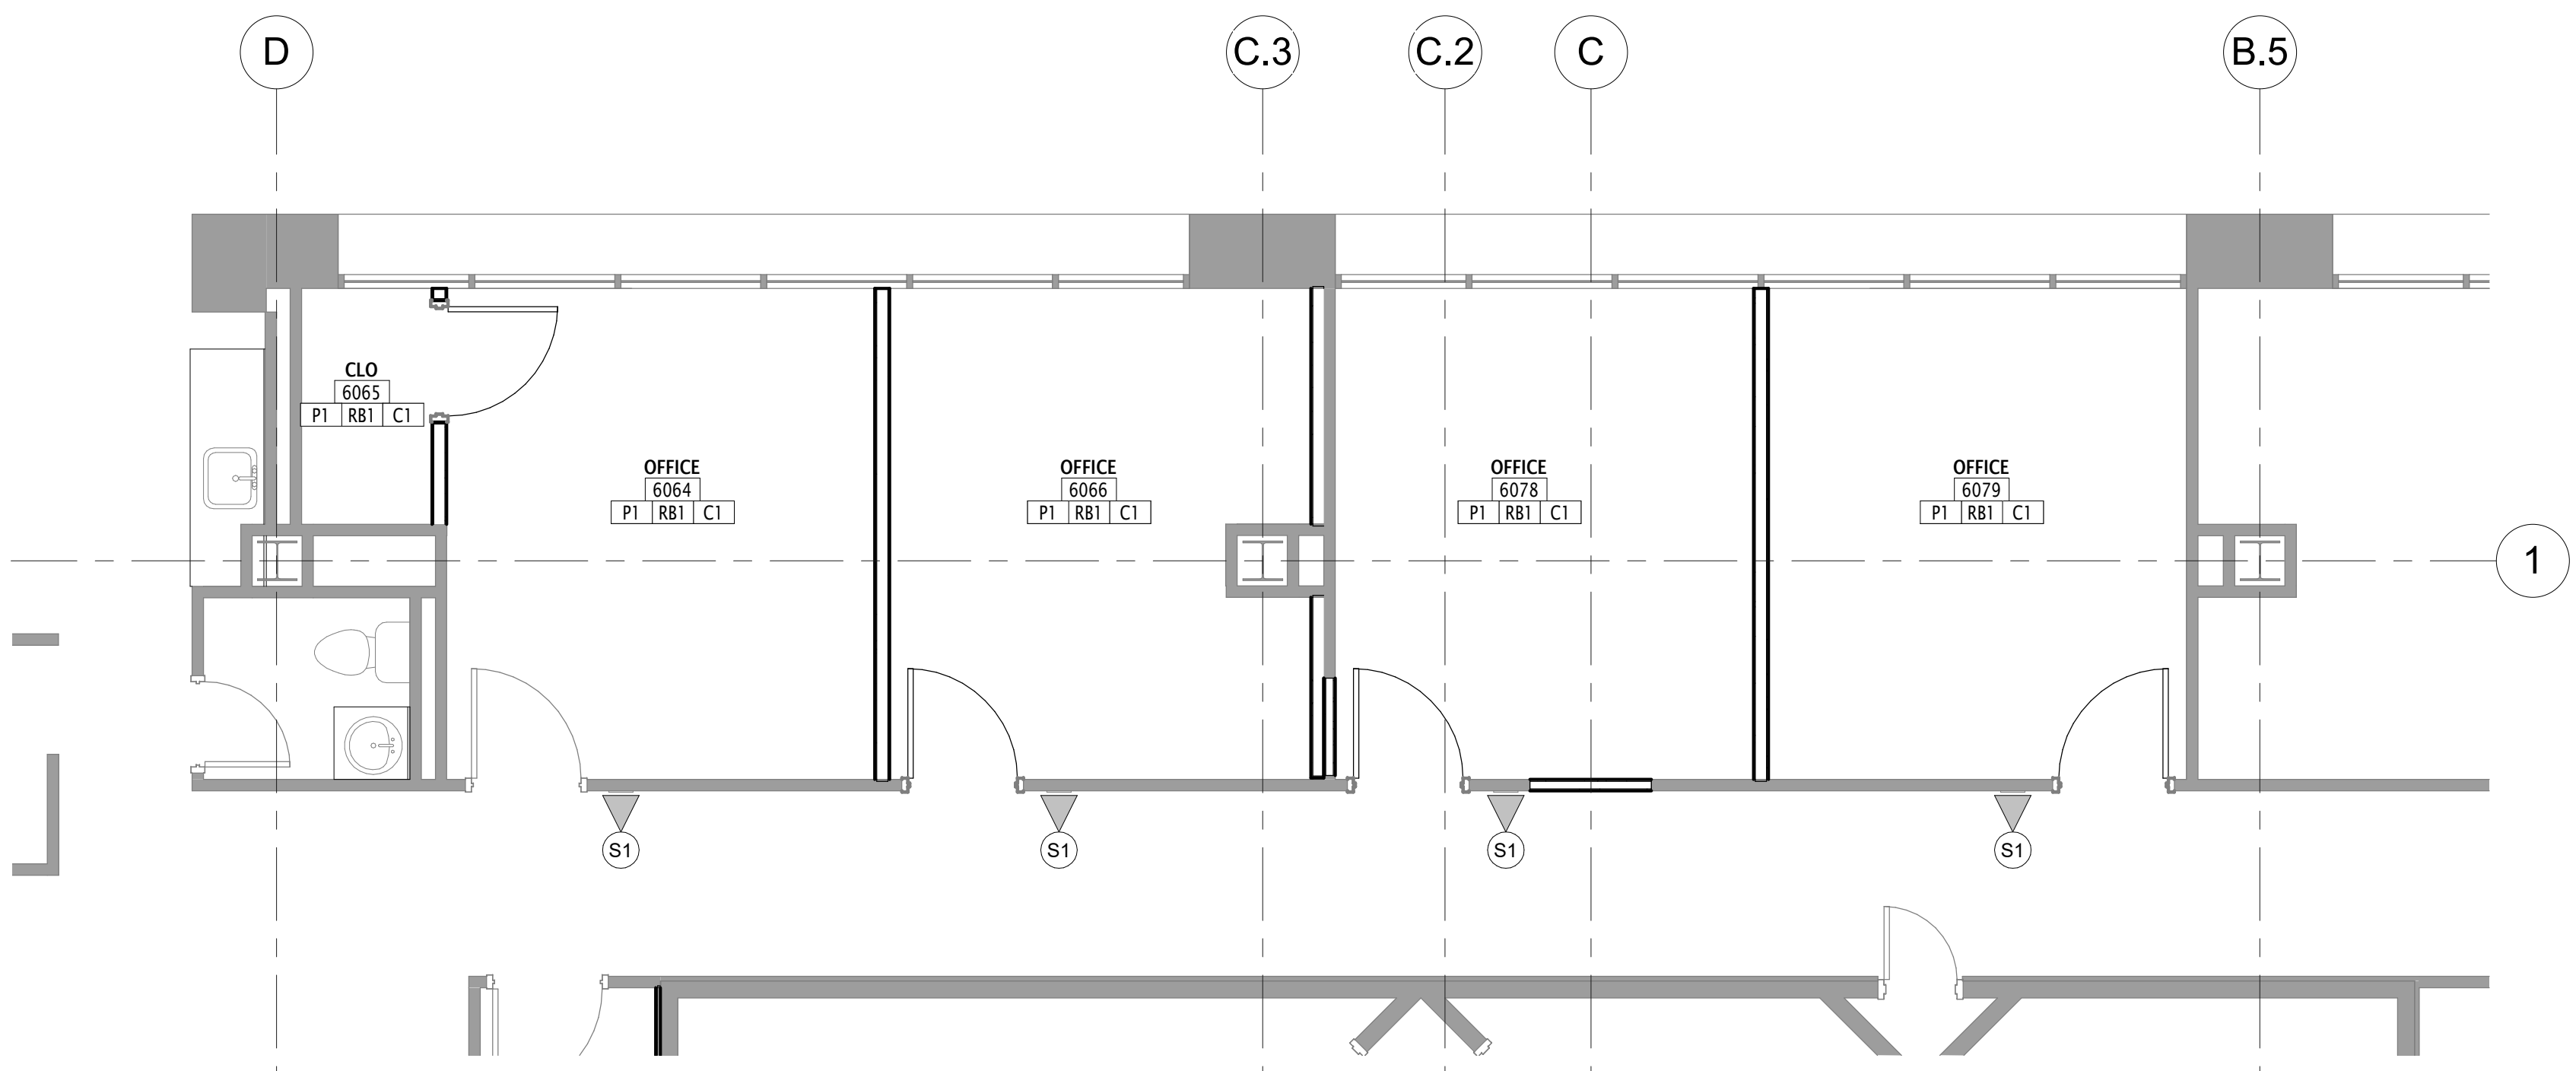 D C.3 C.2 C B.5
CLO
6065
P1 RB1 C1
OFFICE
6064
P1 RB1 C1
OFFICE
6066
P1 RB1 C1
OFFICE
6078
P1 RB1 C1
OFFICE
6079
P1 RB1 C1
1
S1 S1 S1 S1